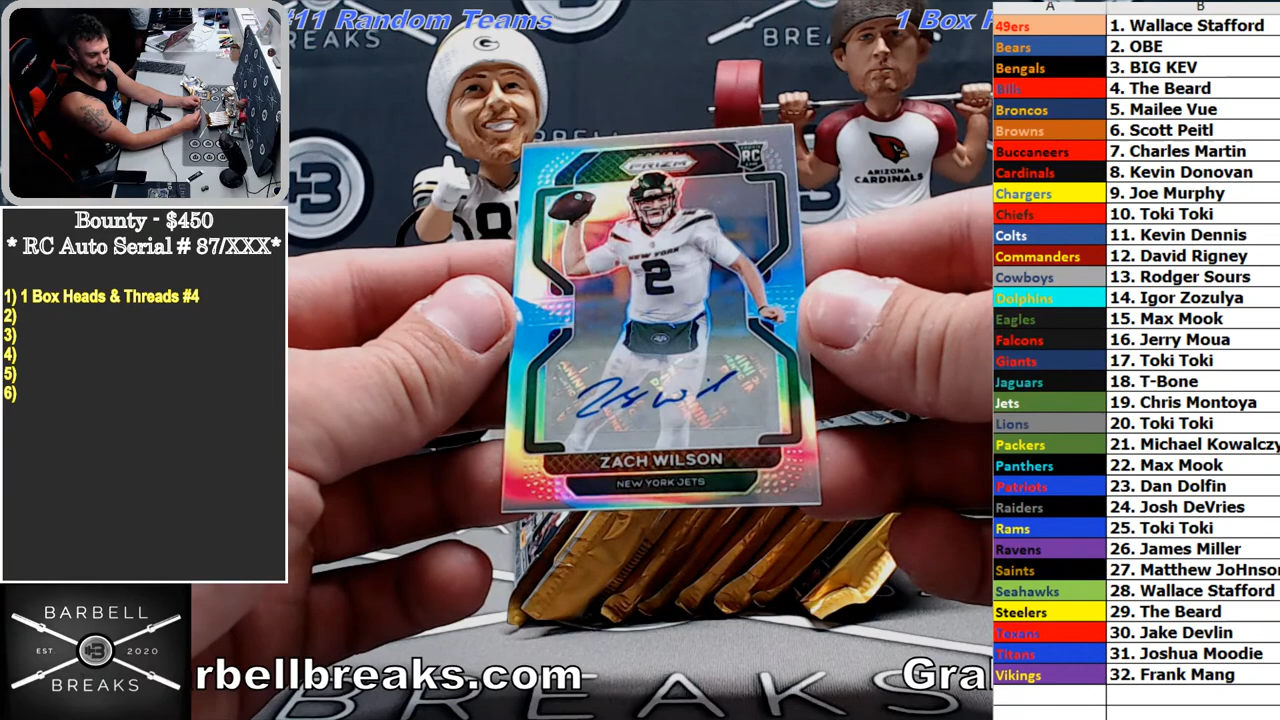 #11 Random Teams
1 Box H
BREAKS
BRE
Bounty - $450
* RC Auto Serial # 87/XXX*
1) 1 Box Heads & Threads #4
2)
3)
4)
5)
6)
BARBELL
EST. 2020
BREAKS
PRIZM
RC
NEW YORK
2
ZACH WILSON
NEW YORK JETS
ARIZONA
CARDINALS
rbellbreaks.com
Gra
BREAKS
A B
49ers 1. Wallace Stafford
Bears 2. OBE
Bengals 3. BIG KEV
Bills 4. The Beard
Broncos 5. Mailee Vue
Browns 6. Scott Peitl
Buccaneers 7. Charles Martin
Cardinals 8. Kevin Donovan
Chargers 9. Joe Murphy
Chiefs 10. Toki Toki
Colts 11. Kevin Dennis
Commanders 12. David Rigney
Cowboys 13. Rodger Sours
Dolphins 14. Igor Zozulya
Eagles 15. Max Mook
Falcons 16. Jerry Moua
Giants 17. Toki Toki
Jaguars 18. T-Bone
Jets 19. Chris Montoya
Lions 20. Toki Toki
Packers 21. Michael Kowalczy
Panthers 22. Max Mook
Patriots 23. Dan Dolfin
Raiders 24. Josh DeVries
Rams 25. Toki Toki
Ravens 26. James Miller
Saints 27. Matthew JoHnso
Seahawks 28. Wallace Stafford
Steelers 29. The Beard
Texans 30. Jake Devlin
Titans 31. Joshua Moodie
Vikings 32. Frank Mang